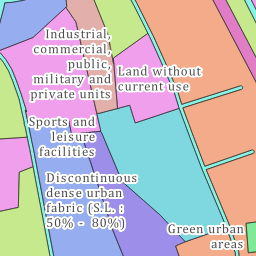 Industrial,
commercial,
public,
military and
private units
Land without
current use
Sports and
leisure
facilities
Discontinuous
dense urban
fabric (S.L. :
50% - 80%)
Green urban
areas